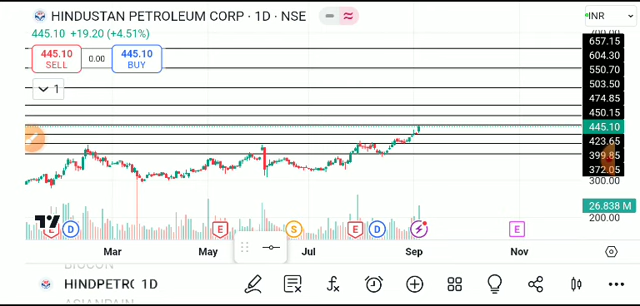 HINDUSTAN PETROLEUM CORP · 1D · NSE
INR
445.10 +19.20 (+4.51%)
445.10
SELL
0.00
445.10
BUY
1
657.15
604.30
550.70
503.50
474.85
450.15
445.10
423.65
399.85
372.05
300.00
26.838 M
200.00
E
D
E
S
E
D
E
Mar
May
Jul
Sep
Nov
HINDPETRO 1D
ASIANPAIN